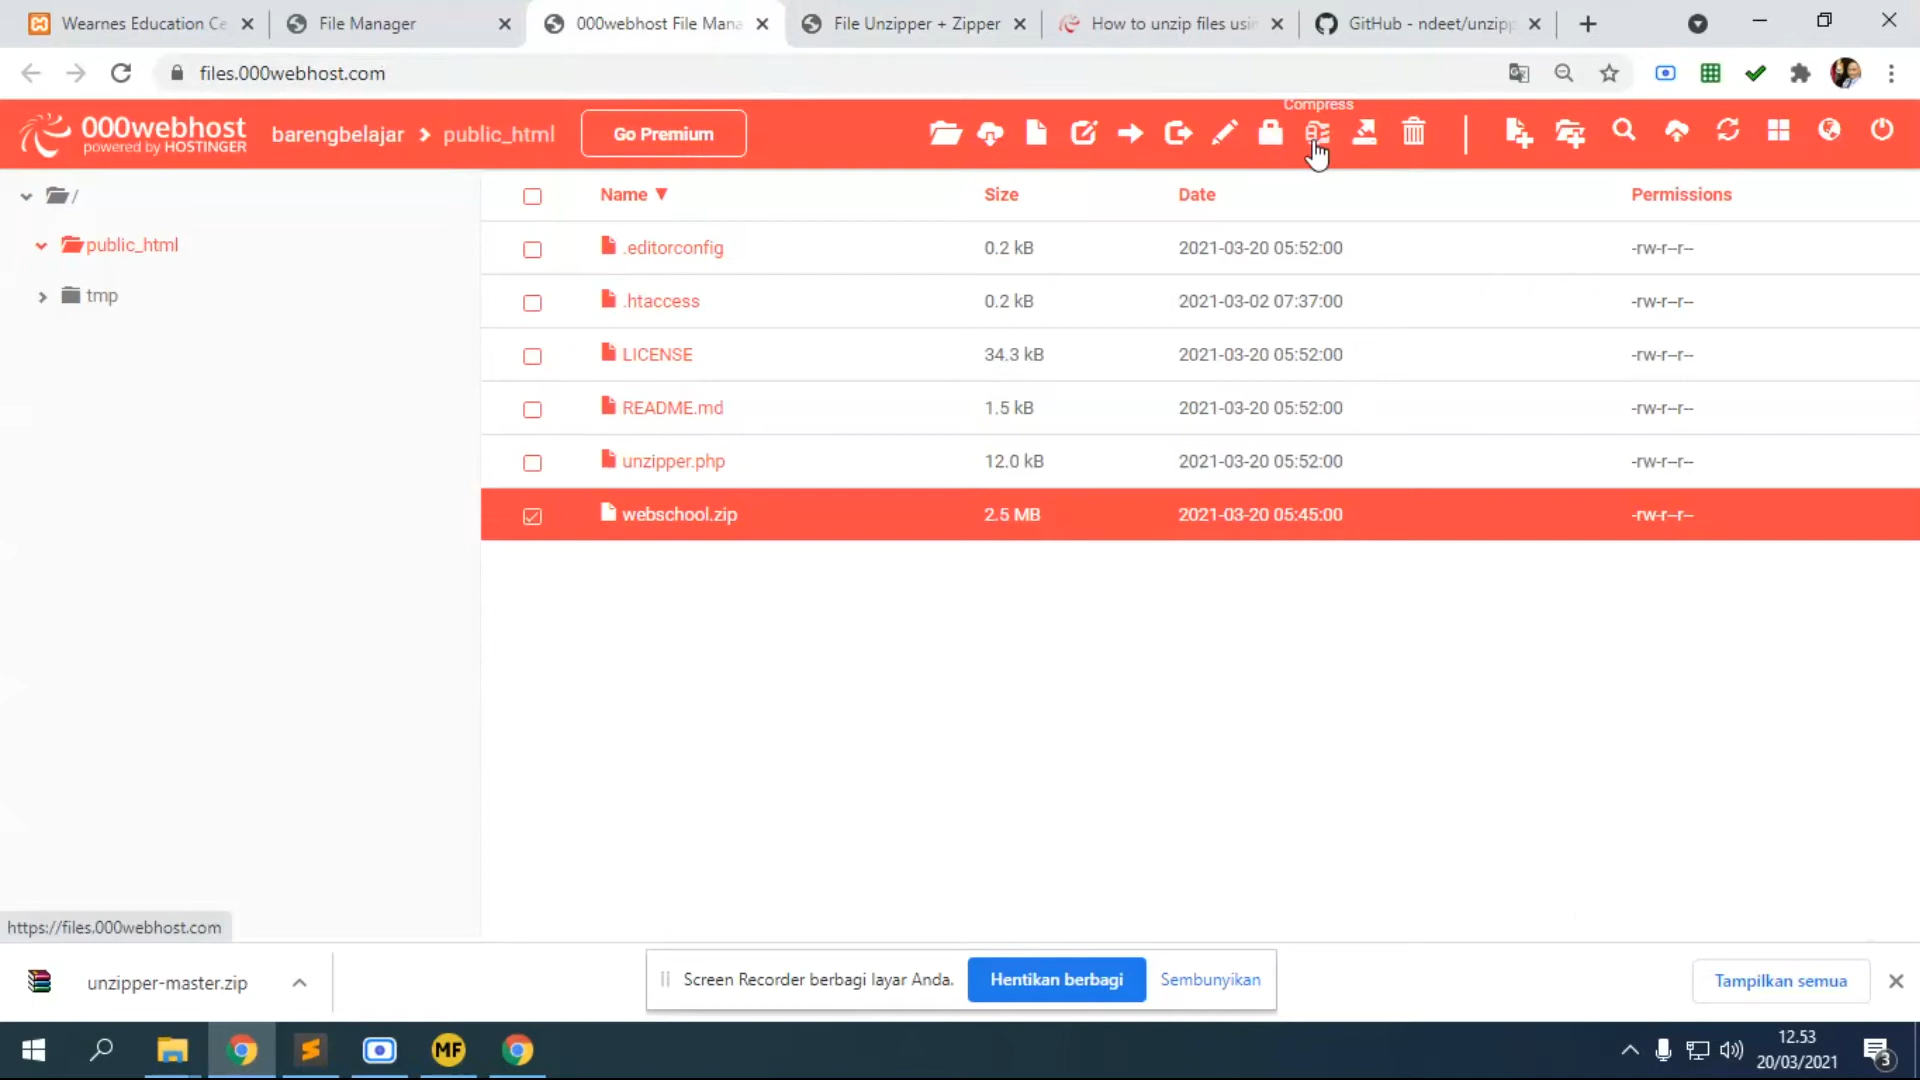 Wearnes Education Ce
File Manager
000webhost File Mana
File Unzipper + Zipper
How to unzip files usin
GitHub - ndeet/unzipp
files.000webhost.com
000webhost
powered by HOSTINGER
barengbelajar
public_html
Go Premium
Compress
/
public_html
tmp
Name ▼ Size Date Permissions
.editorconfig 0.2 kB 2021-03-20 05:52:00 -rw-r--r--
.htaccess 0.2 kB 2021-03-02 07:37:00 -rw-r--r--
LICENSE 34.3 kB 2021-03-20 05:52:00 -rw-r--r--
README.md 1.5 kB 2021-03-20 05:52:00 -rw-r--r--
unzipper.php 12.0 kB 2021-03-20 05:52:00 -rw-r--r--
webschool.zip 2.5 MB 2021-03-20 05:45:00 -rw-r--r--
https://files.000webhost.com
unzipper-master.zip
Screen Recorder berbagi layar Anda.
Hentikan berbagi
Sembunyikan
Tampilkan semua
MF
12.53
20/03/2021
3